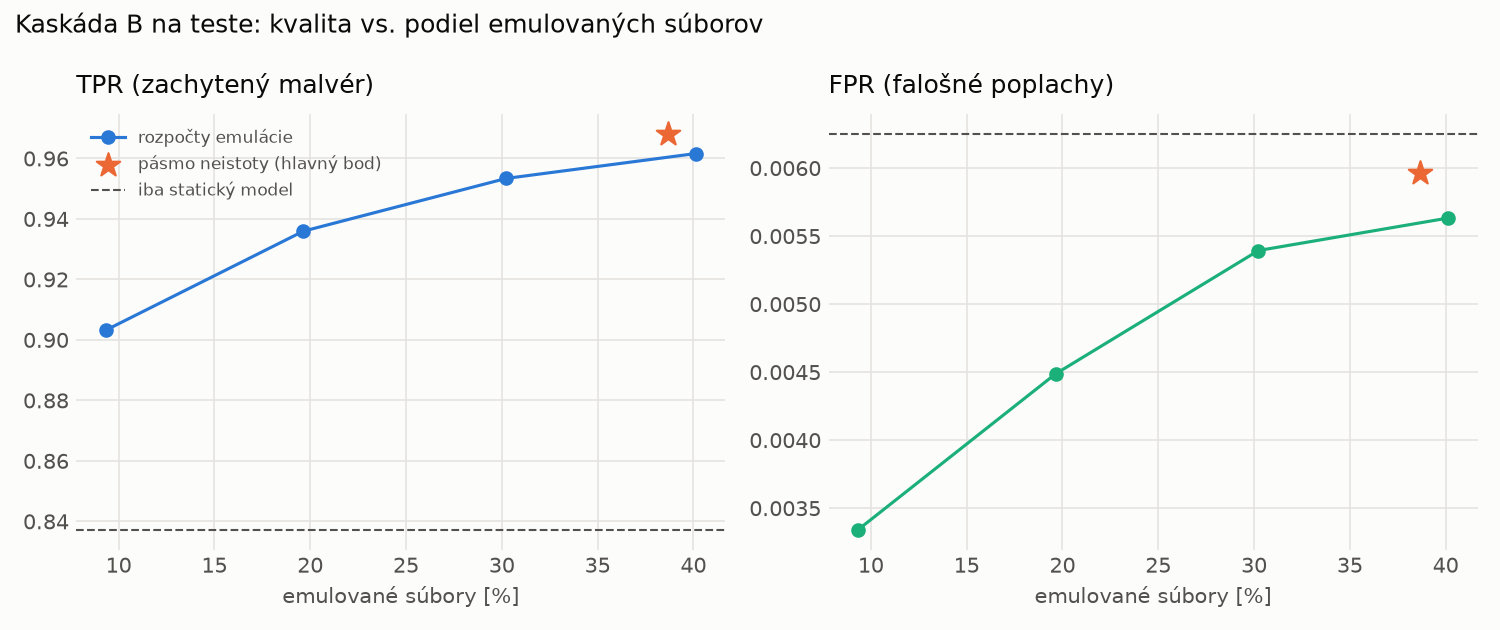 Kaskáda B na teste: kvalita vs. podiel emulovaných súborov
TPR (zachytený malvér)
rozpočty emulácie
pásmo neistoty (hlavný bod)
iba statický model
0.96
0.94
0.92
0.90
0.88
0.86
0.84
10 15 20 25 30 35 40
emulované súbory [%]
FPR (falošné poplachy)
0.0060
0.0055
0.0050
0.0045
0.0040
0.0035
10 15 20 25 30 35 40
emulované súbory [%]